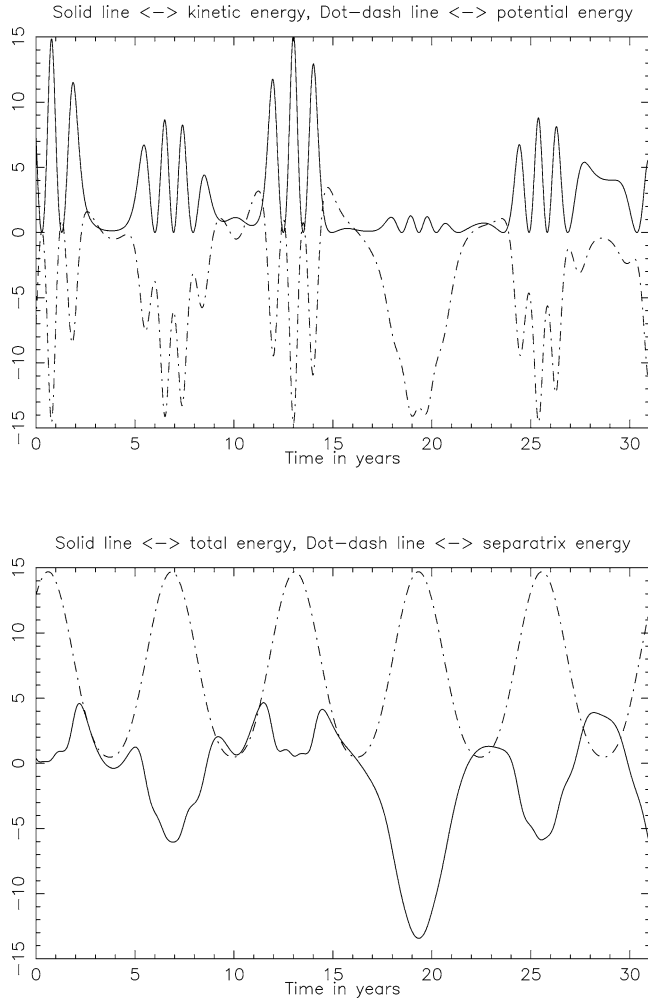 Solid line <-> kinetic energy, Dot-dash line <-> potential energy
15
10
5
0
-5
-10
-15
0 5 10 15 20 25 30
Time in years
Solid line <-> total energy, Dot-dash line <-> separatrix energy
15
10
5
0
-5
-10
-15
0 5 10 15 20 25 30
Time in years